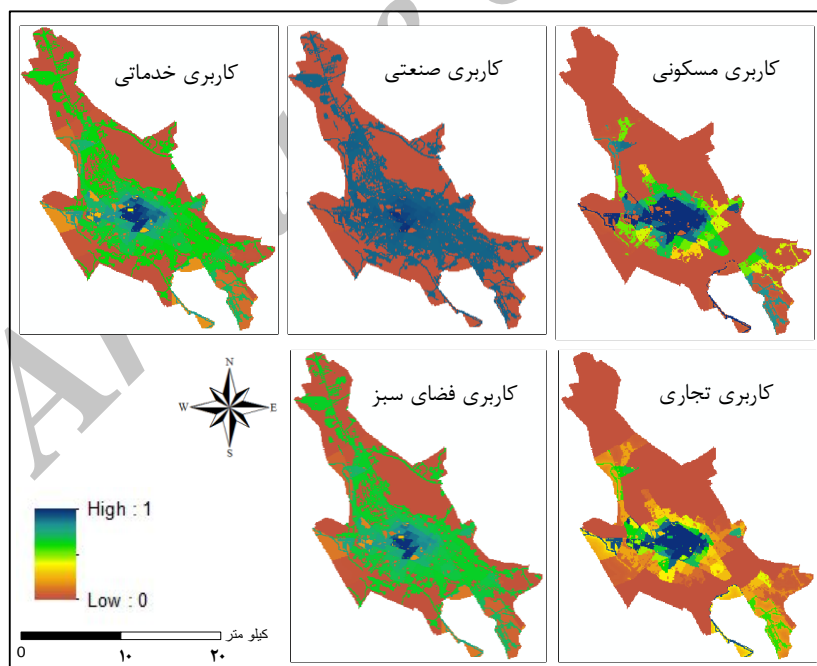 کاربری مسکونی
کاربری صنعتی
کاربری خدماتی
کاربری تجاری
کاربری فضای سبز
N
W
E
S
High : 1
Low : 0
کیلو متر
0
۱۰
۲۰